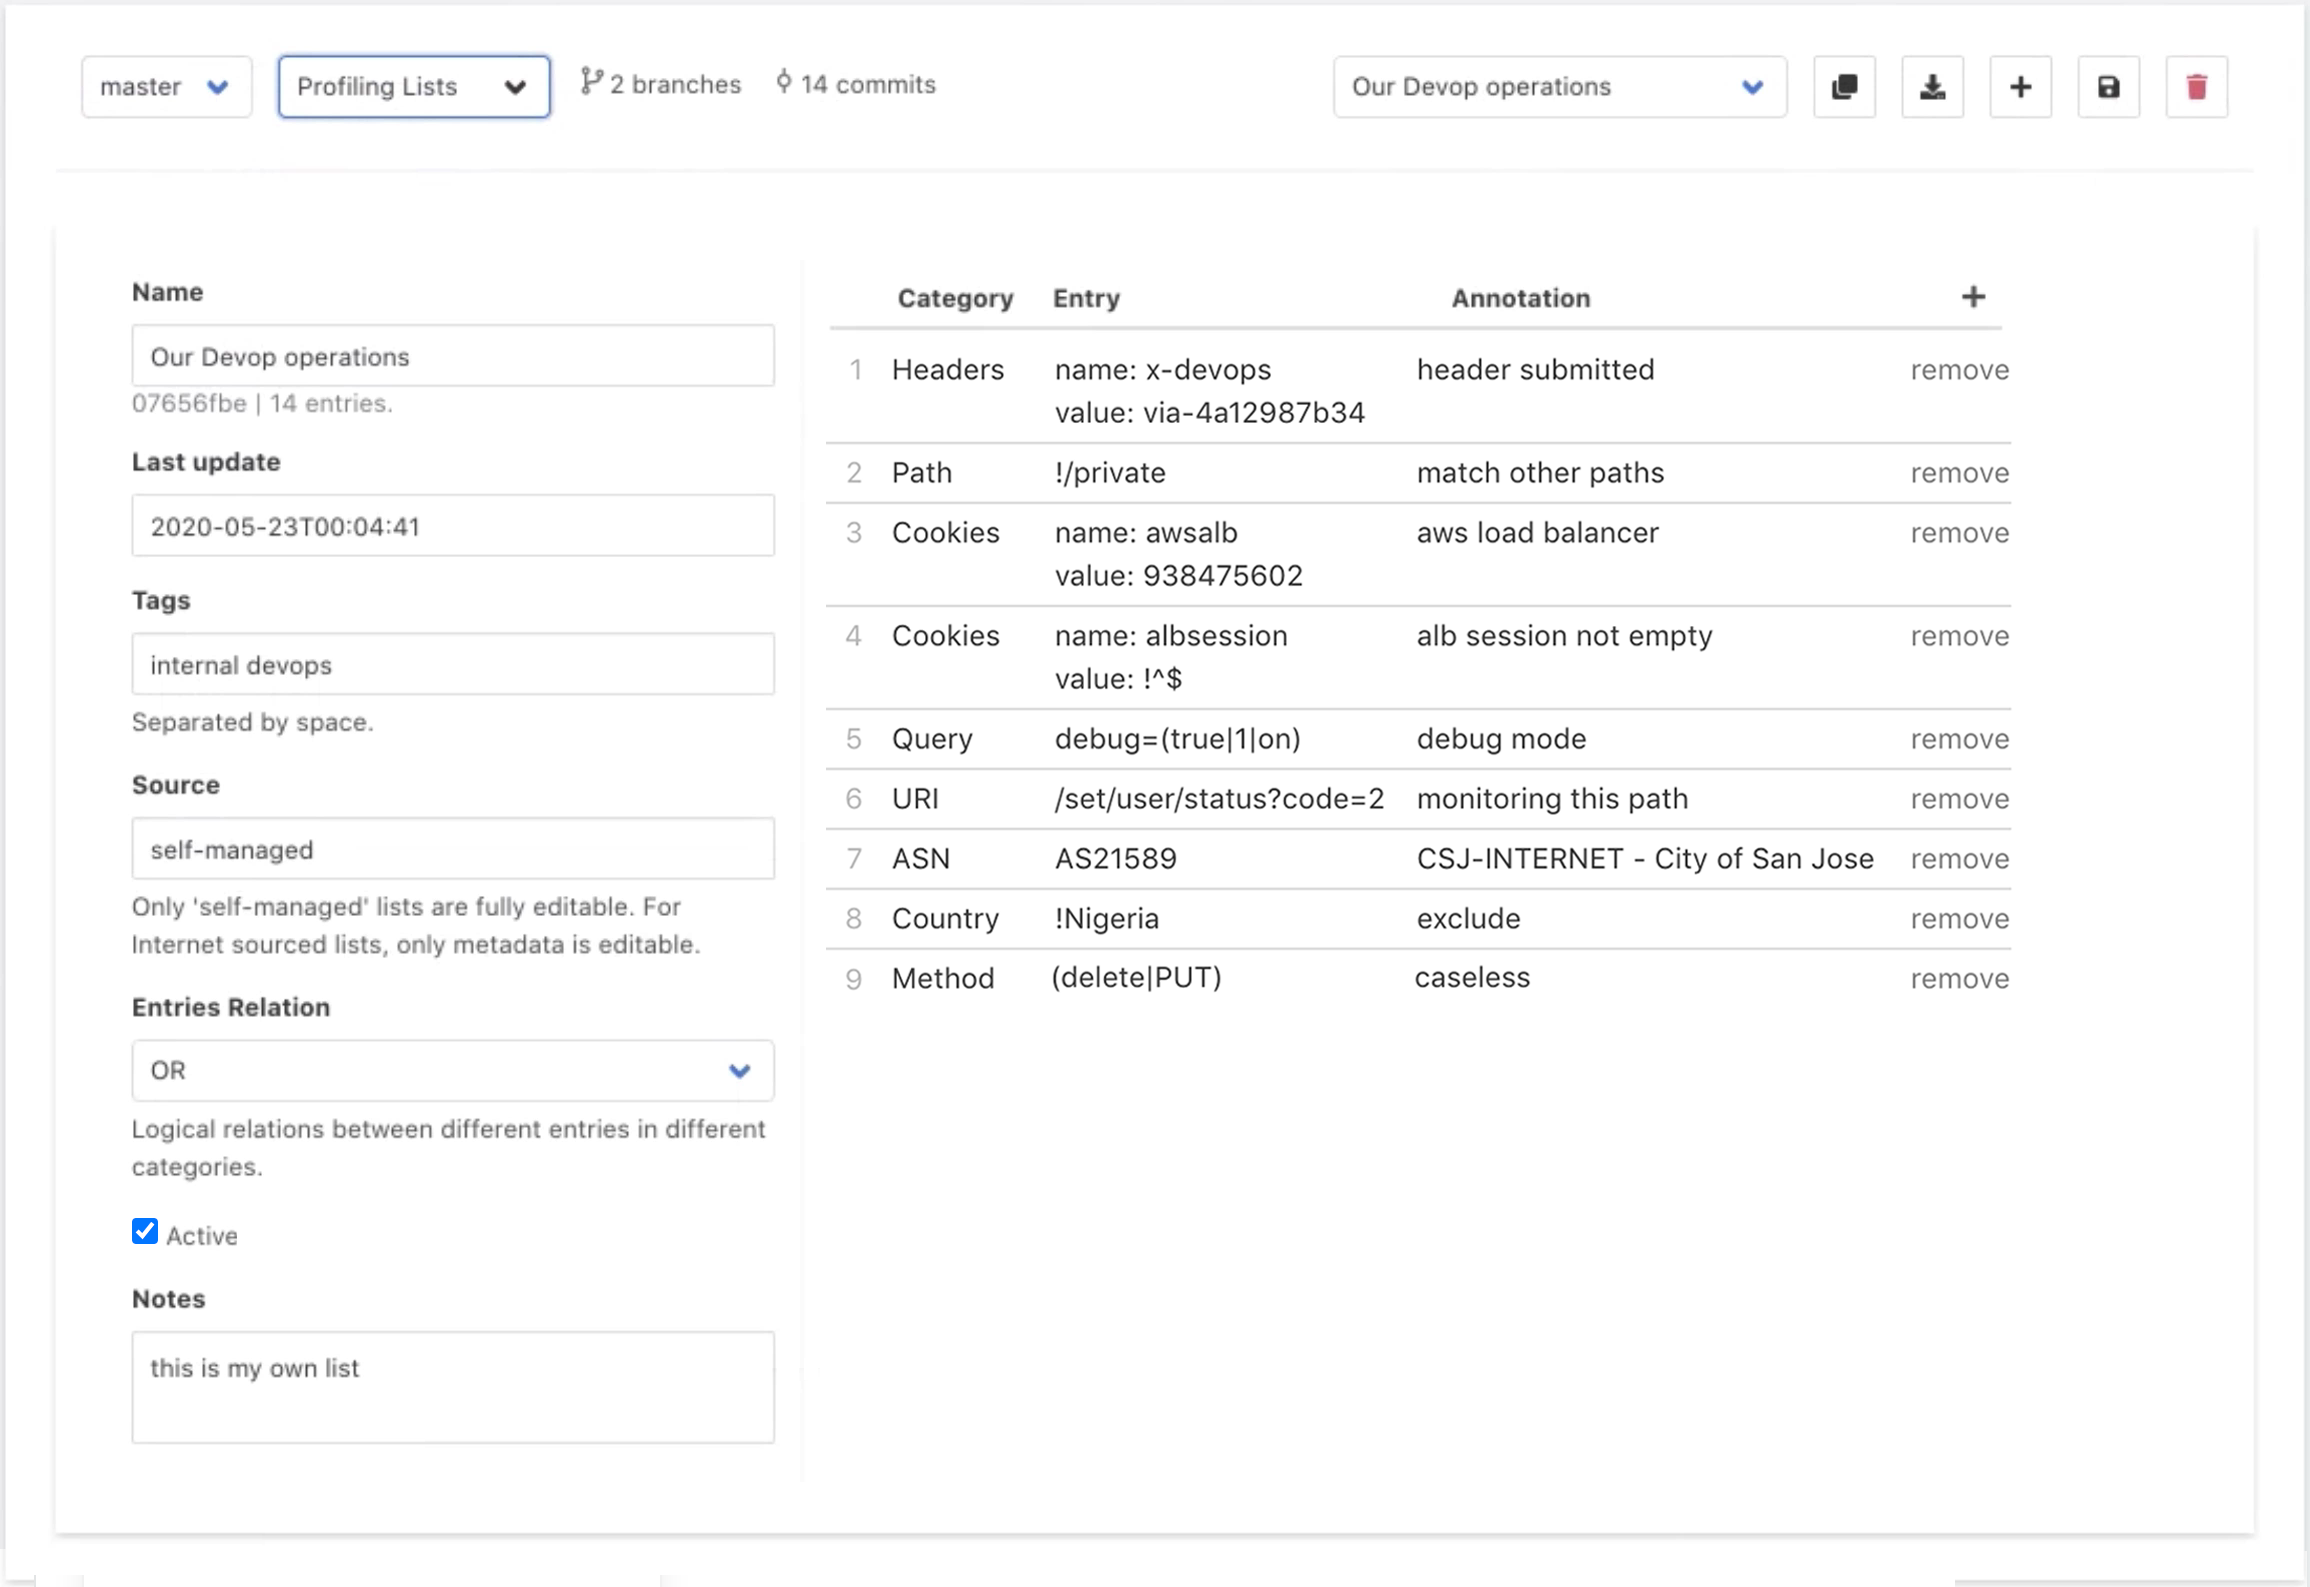 master
Profiling Lists
2 branches
14 commits
Our Devop operations
Name
Our Devop operations
07656fbe | 14 entries.
Last update
2020-05-23T00:04:41
Tags
internal devops
Separated by space.
Source
self-managed
Only 'self-managed' lists are fully editable. For
Internet sourced lists, only metadata is editable.
Entries Relation
OR
Logical relations between different entries in different
categories.
Active
Notes
this is my own list
Category Entry Annotation +
1 Headers name: x-devops header submitted remove
value: via-4a12987b34
2 Path !/private match other paths remove
3 Cookies name: awsalb aws load balancer remove
value: 938475602
4 Cookies name: albsession alb session not empty remove
value: !^$
5 Query debug=(true|1|on) debug mode remove
6 URI /set/user/status?code=2 monitoring this path remove
7 ASN AS21589 CSJ-INTERNET - City of San Jose remove
8 Country !Nigeria exclude remove
9 Method (delete|PUT) caseless remove